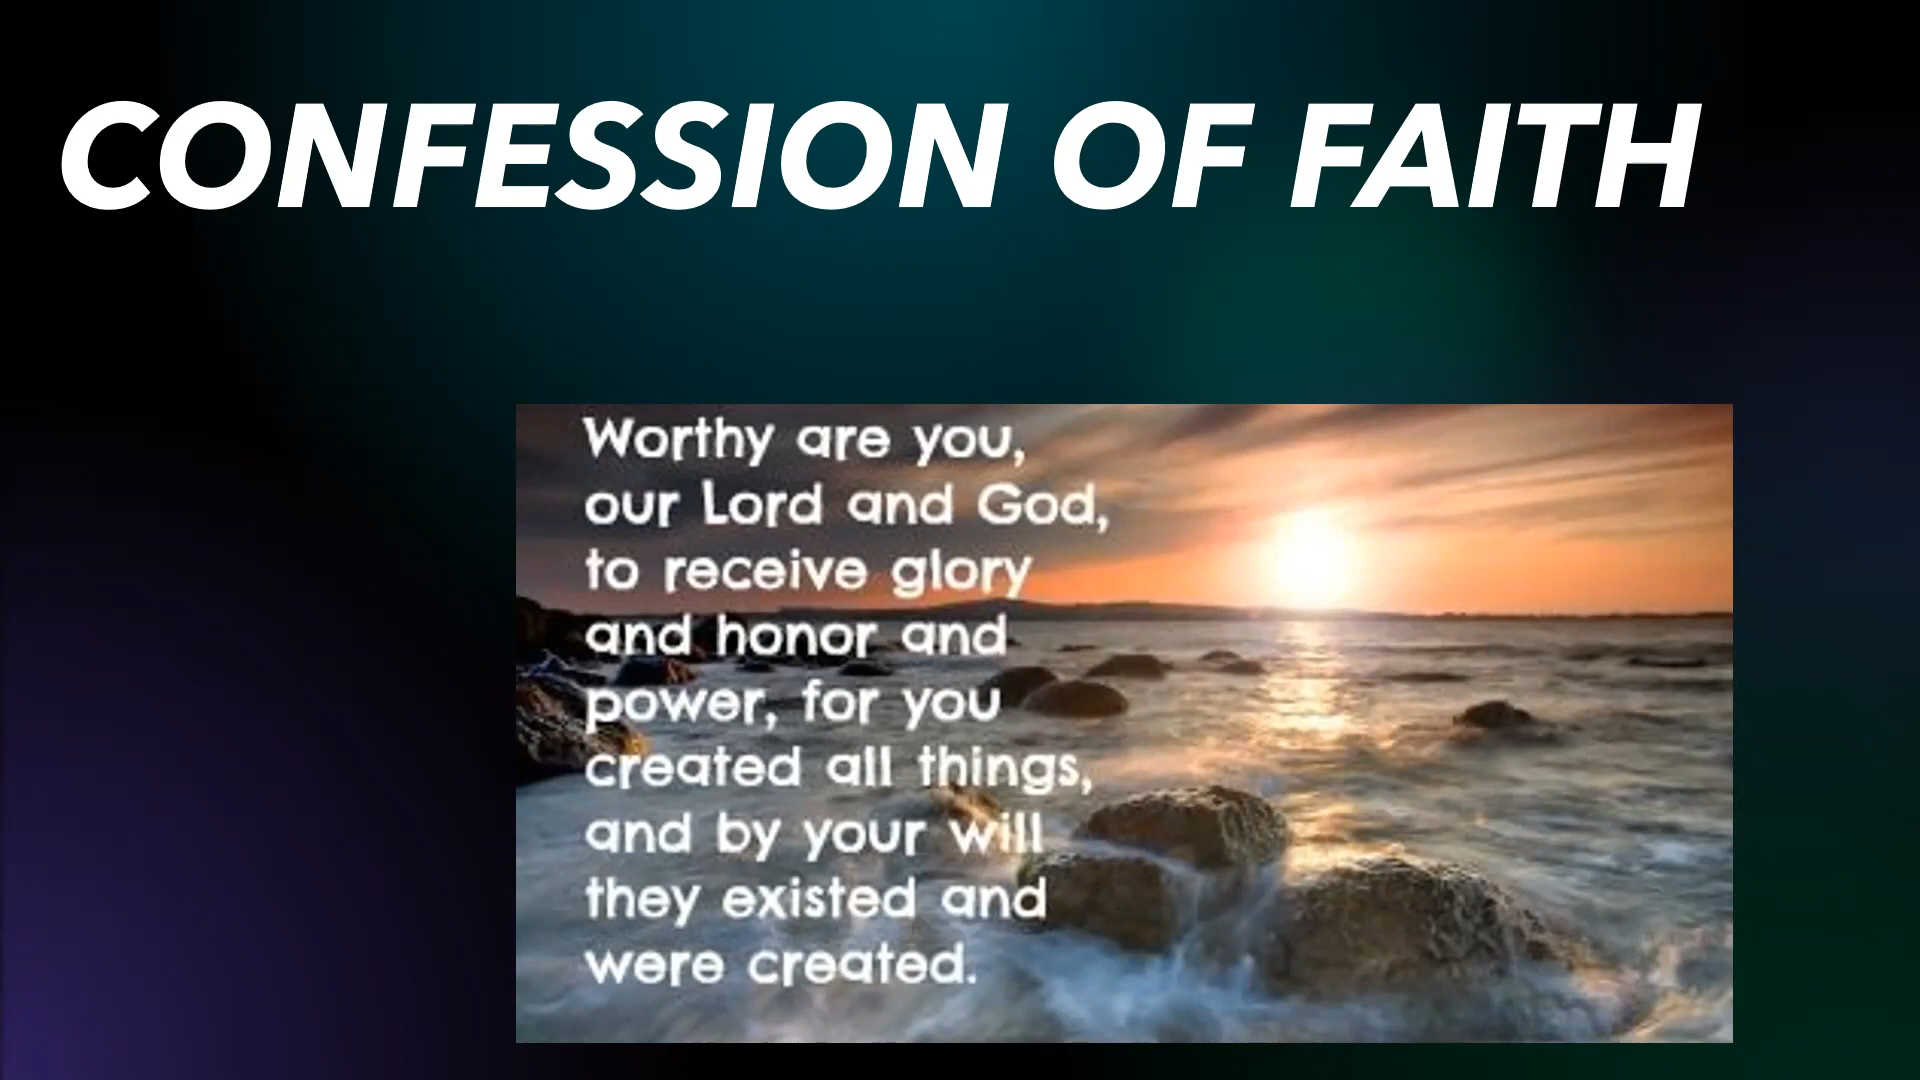 CONFESSION OF FAITH
Worthy are you,
our Lord and God,
to receive glory
and honor and
power, for you
created all things,
and by your will
they existed and
were created.